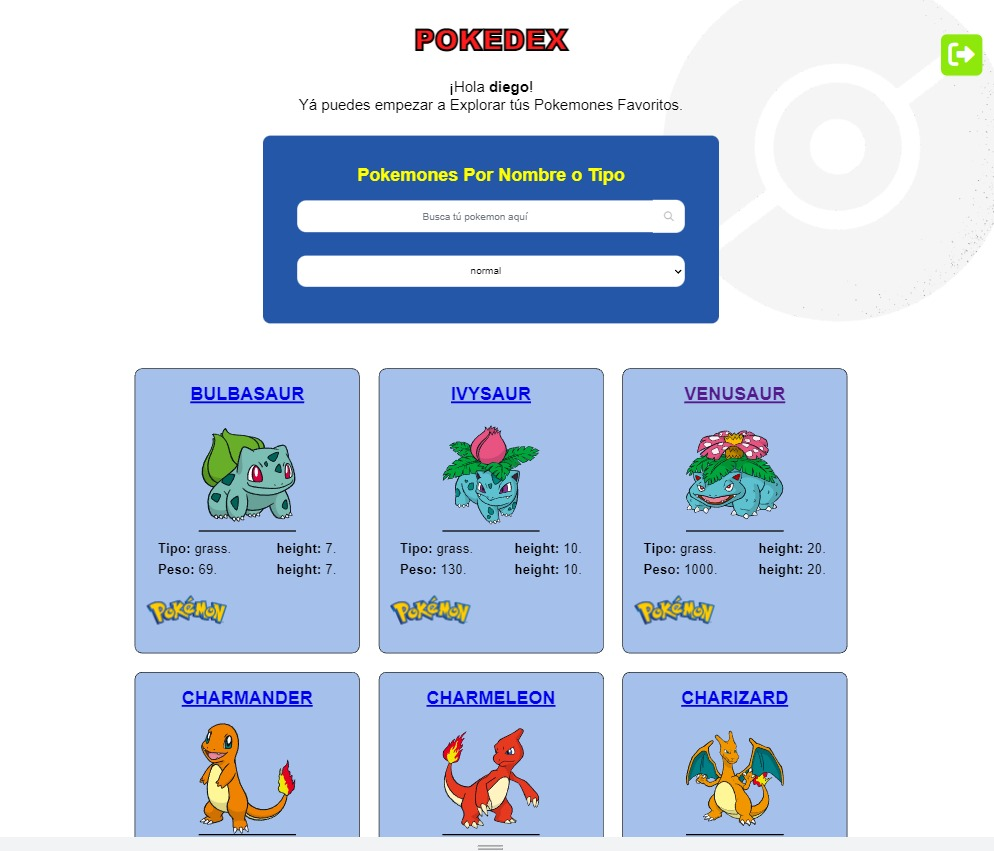 POKEDEX
¡Hola diego!
Yá puedes empezar a Explorar tús Pokemones Favoritos.
Pokemones Por Nombre o Tipo
Busca tú pokemon aquí
normal
BULBASAUR
Tipo: grass. height: 7.
Peso: 69. height: 7.
POKéMON
IVYSAUR
Tipo: grass. height: 10.
Peso: 130. height: 10.
POKéMON
VENUSAUR
Tipo: grass. height: 20.
Peso: 1000. height: 20.
POKéMON
CHARMANDER
CHARMELEON
CHARIZARD